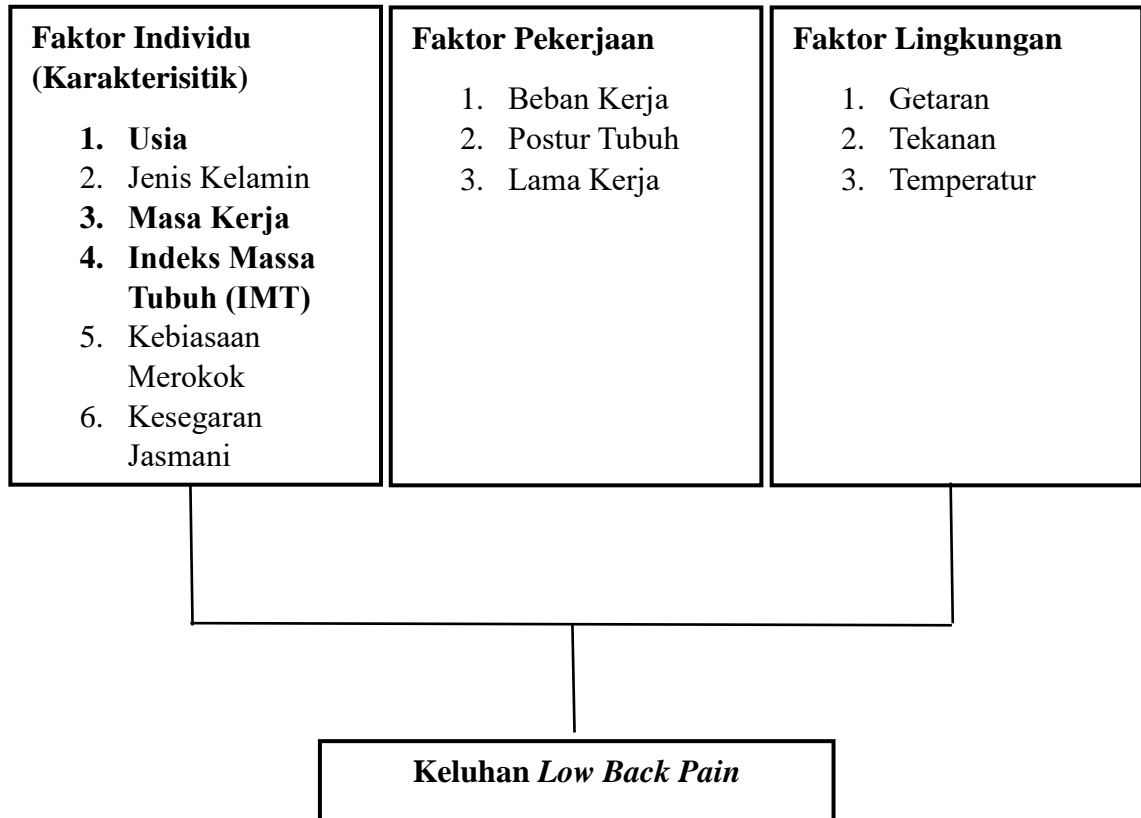 Faktor Individu
(Karakterisitik)
1. Usia
2. Jenis Kelamin
3. Masa Kerja
4. Indeks Massa
Tubuh (IMT)
5. Kebiasaan
Merokok
6. Kesegaran
Jasmani
Faktor Pekerjaan
1. Beban Kerja
2. Postur Tubuh
3. Lama Kerja
Faktor Lingkungan
1. Getaran
2. Tekanan
3. Temperatur
Keluhan Low Back Pain